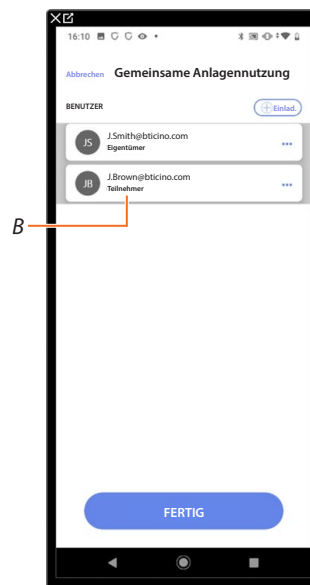 16:10
Abbrechen Gemeinsame Anlagennutzung
BENUTZER
Einlad.
JS
J.Smith@bticino.com
Eigentümer
JB
J.Brown@bticino.com
Teilnehmer
B
FERTIG